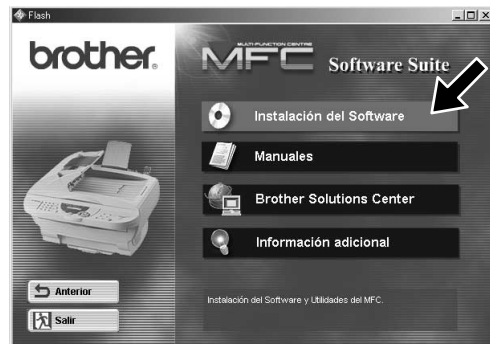 Flash
brother.
MULTI-FUNCTION CENTRE
MFC Software Suite
Instalación del Software
Manuales
Brother Solutions Center
Información adicional
Anterior
Salir
Instalación del Software y Utilidades del MFC.